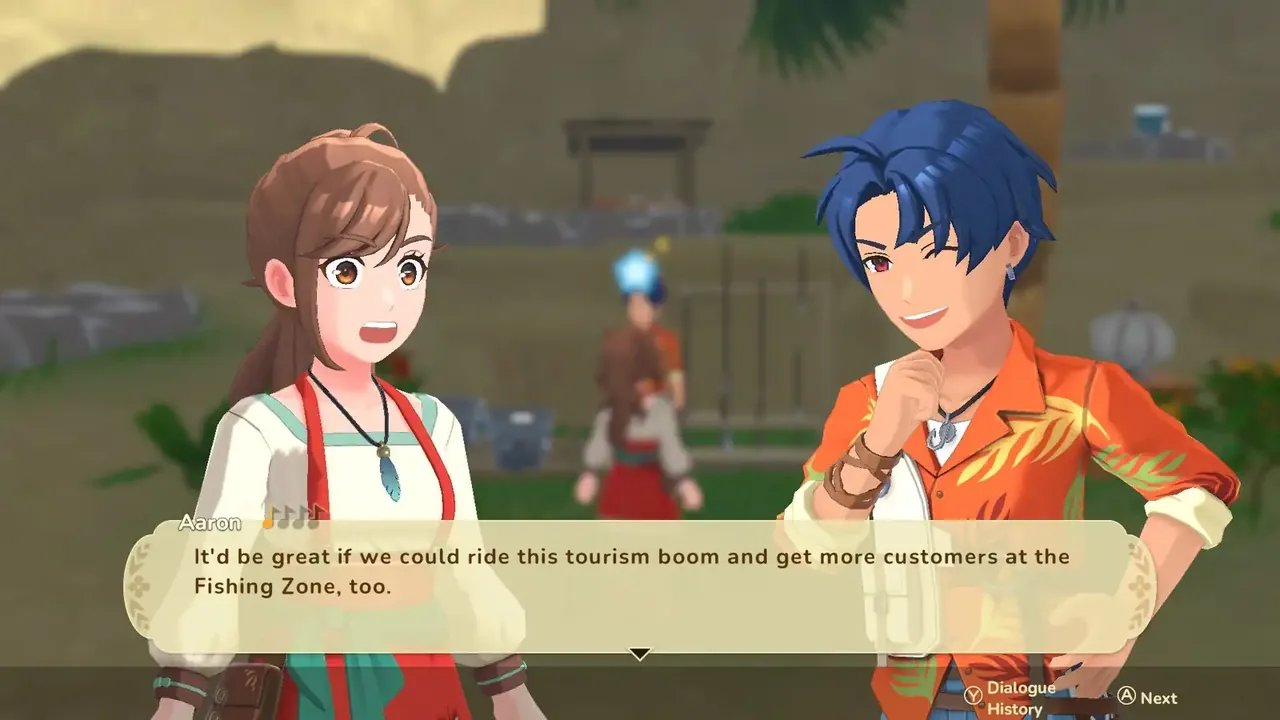 Aaron
It'd be great if we could ride this tourism boom and get more customers at the
Fishing Zone, too.
Y Dialogue
History
A Next